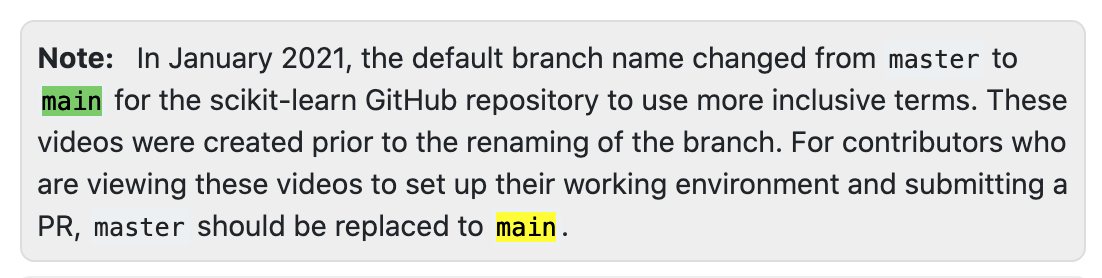 Note: In January 2021, the default branch name changed from master to
main for the scikit-learn GitHub repository to use more inclusive terms. These
videos were created prior to the renaming of the branch. For contributors who
are viewing these videos to set up their working environment and submitting a
PR, master should be replaced to main.